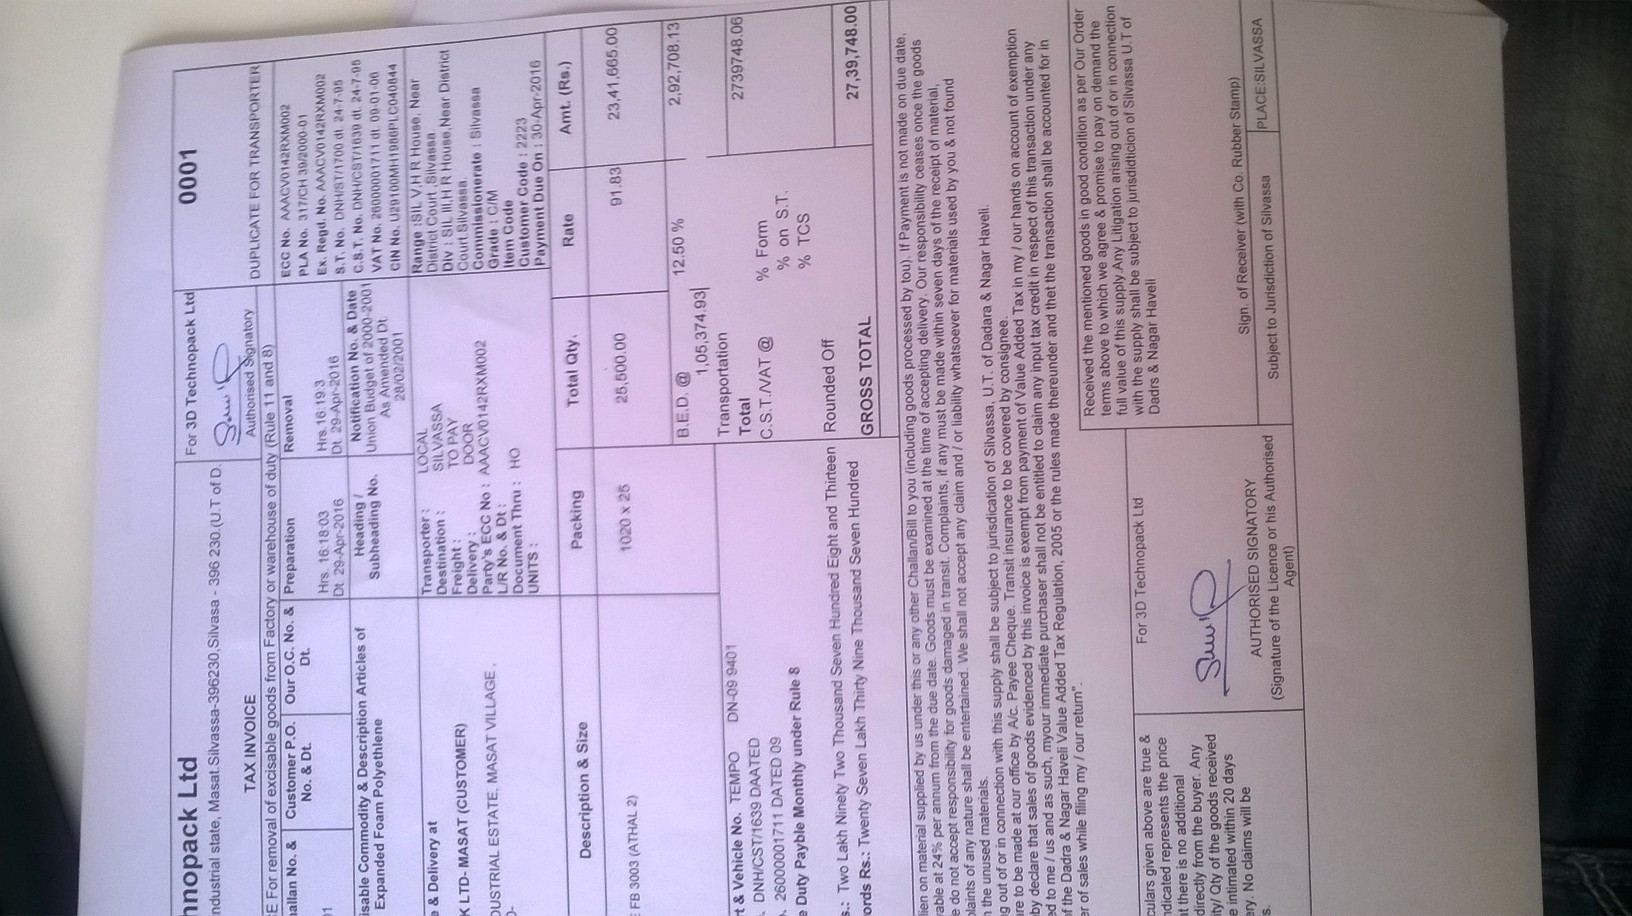 hnopack Ltd
ndustrial state, Masat.Silvassa-396230,Silvasa - 396 230.(U.T of D.
TAX INVOICE
For 3D Technopack Ltd
Authorised Signatory
0001
DUPLICATE FOR TRANSPORTER
E For removal of excisable goods from Factory or warehouse of duty (Rule 11 and 8)
allan No. &
Customer P.O. No. & Dt.
Our O.C. No. & Dt.
Preparation
Hrs. 16:18:03
Dt 29-Apr-2016
Removal
Hrs.16:19:3
Dt 29-Apr-2016
ECC No. AAACV0142RXM002
PLA No. 317/CH 39/2000-01
Ex. Regd. No. AAACV0142RXM002
S.T. No. DNH/ST/1700 dt. 24-7-95
C.S.T. No. DNH/CST/1639 dt. 24-7-95
VAT No. 26000001711 dt. 09-01-06
CIN No. U29100MH1986PLC040644
01
isable Commodity & Description Articles of
Expanded Foam Polyethlene
Heading /
Subheading No.
Notification No. & Date
Union Budget of 2000-2001
As Amended Dt.
28/02/2001
Range :SIL V,H R House, Near
District Court ,Silvassa.
Div : SIL III,H R House,Near District
Court Silvassa.
Commissionerate : Silvassa
Grade : C/M
Item Code
Customer Code : 2223
Payment Due On : 30-Apr-2016
e & Delivery at
K LTD- MASAT (CUSTOMER)
DUSTRIAL ESTATE, MASAT VILLAGE .
Transporter : LOCAL
Destination : SILVASSA
Freight : TO PAY
Delivery : DOOR
Party's ECC No : AAACV0142RXM002
L/R No. & Dt :
Document Thru : HO
UNITS :
Description & Size
Packing
Total Qty.
Rate
Amt. (Rs.)
FB 3003 (ATHAL 2)
1020 x 25
25,500.00
91.83
23,41,665.00
B.E.D. @
12.50 %
2,92,708.13
1,05,374.93
Transportation
Total
2739748.06
C.S.T./VAT @
% Form
% on S.T.
% TCS
Rounded Off
GROSS TOTAL
27,39,748.00
t & Vehicle No. TEMPO DN-09 9401
. DNH/CST/1639 DAATED
. 26000001711 DATED 09
e Duty Payble Monthly under Rule 8
s.: Two Lakh Ninety Two Thousand Seven Hundred Eight and Thirteen
ords Rs.: Twenty Seven Lakh Thirty Nine Thousand Seven Hundred
lien on material supplied by us under this or any other Challan/Bill to you (including goods processed by you). If Payment is not made on due date,
vable at 24% per annum from the due date. Goods must be examined at the time of accepting delivery. Our responsibility ceases once the goods
e do not accept responsibility for goods damaged in transit. Complaints, if any must be made within seven days of the receipt of material,
plaints of any nature shall be entertained. We shall not accept any claim and / or liability whatsoever for materials used by you & not found
n the unused materials.
g out of or in connection with this supply shall be subject to jurisdication of Silvassa, U.T. of Dadara & Nagar Haveli.
re to be made at our office by A/c. Payee Cheque. Transit insurance to be covered by consignee.
by declare that sales of goods evidenced by this invoice is exempt from payment of Value Added Tax in my / our hands on account of exemption
ed to me / us and as such, myour immediate purchaser shall not be entitled to claim any input tax credit in respect of this transaction under any
f the Dadra & Nagar Haveli Value Added Tax Regulation, 2005 or the rules made thereunder and thet the transaction shall be accounted for in
er of sales while filing my / our return".
culars given above are true &
ndicated represents the price
t there is no additional
directly from the buyer. Any
ity/ Qty of the goods received
e intimated within 20 days
ery. No claims will be
s.
For 3D Technopack Ltd
AUTHORISED SIGNATORY
(Signature of the Licence or his Authorised
Agent)
Received the mentioned goods in good condition as per Our Order
terms above to which we agree & promise to pay on demand the
full value of this supply.Any Litigation arising out of or in connection
with the supply shall be subject to jurisdticion of Silvassa U.T of
Dadrs & Nagar Haveli
Sign. of Receiver (with Co. Rubber Stamp)
Subject to Jurisdiction of Silvassa
PLACE:SILVASSA